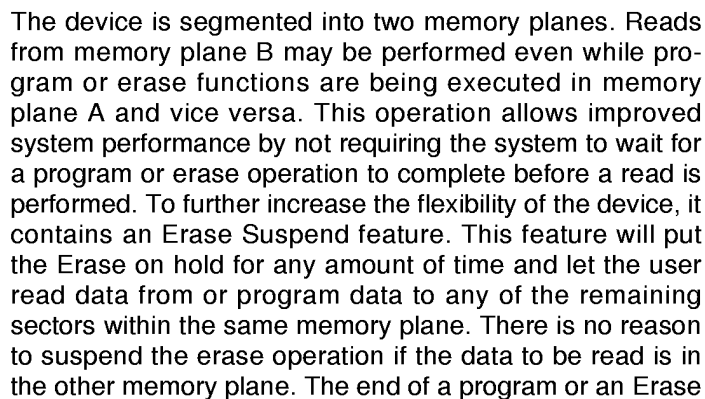 The device is segmented into two memory planes. Reads
from memory plane B may be performed even while pro-
gram or erase functions are being executed in memory
plane A and vice versa. This operation allows improved
system performance by not requiring the system to wait for
a program or erase operation to complete before a read is
performed. To further increase the flexibility of the device, it
contains an Erase Suspend feature. This feature will put
the Erase on hold for any amount of time and let the user
read data from or program data to any of the remaining
sectors within the same memory plane. There is no reason
to suspend the erase operation if the data to be read is in
the other memory plane. The end of a program or an Erase